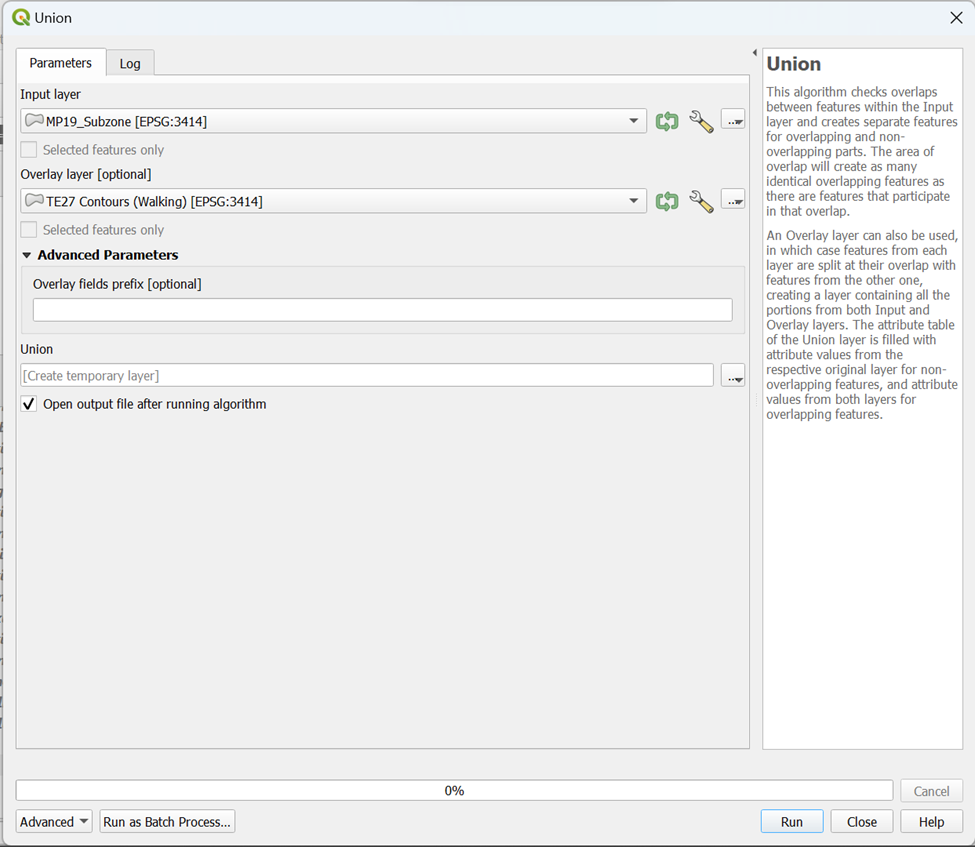 Union
Parameters
Log
Input layer
MP19_Subzone [EPSG:3414]
...
Selected features only
Overlay layer [optional]
TE27 Contours (Walking) [EPSG:3414]
...
Selected features only
Advanced Parameters
Overlay fields prefix [optional]
Union
[Create temporary layer]
...
Open output file after running algorithm
Union
This algorithm checks overlaps
between features within the Input
layer and creates separate features
for overlapping and non-
overlapping parts. The area of
overlap will create as many
identical overlapping features as
there are features that participate
in that overlap.
An Overlay layer can also be used,
in which case features from each
layer are split at their overlap with
features from the other one,
creating a layer containing all the
portions from both Input and
Overlay layers. The attribute table
of the Union layer is filled with
attribute values from the
respective original layer for non-
overlapping features, and attribute
values from both layers for
overlapping features.
0%
Cancel
Advanced
Run as Batch Process...
Run
Close
Help